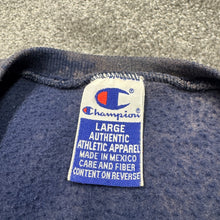 Champion
LARGE
AUTHENTIC
ATHLETIC APPAREL
MADE IN MEXICO
CARE AND FIBER
CONTENT ON REVERSE